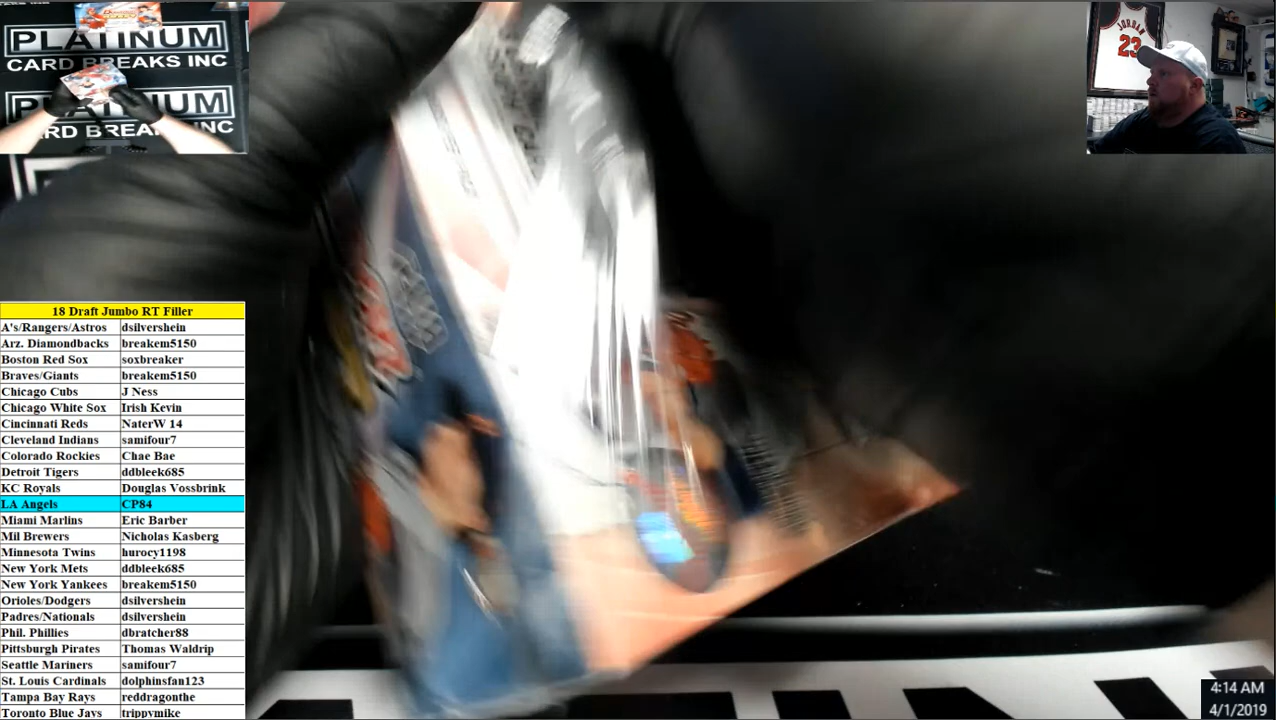 PLATINUM
CARD BREAKS INC
PLATINUM
CARD BREAKS INC
JORDAN
23
18 Draft Jumbo RT Filler
A's/Rangers/Astros dsilvershein
Arz. Diamondbacks breakem5150
Boston Red Sox soxbreaker
Braves/Giants breakem5150
Chicago Cubs J Ness
Chicago White Sox Irish Kevin
Cincinnati Reds NaterW 14
Cleveland Indians samifour7
Colorado Rockies Chae Bae
Detroit Tigers ddbleek685
KC Royals Douglas Vossbrink
LA Angels CP84
Miami Marlins Eric Barber
Mil Brewers Nicholas Kasberg
Minnesota Twins hurocy1198
New York Mets ddbleek685
New York Yankees breakem5150
Orioles/Dodgers dsilvershein
Padres/Nationals dsilvershein
Phil. Phillies dbratcher88
Pittsburgh Pirates Thomas Waldrip
Seattle Mariners samifour7
St. Louis Cardinals dolphinsfan123
Tampa Bay Rays reddragonthe
Toronto Blue Jays trippymike
4:14 AM
4/1/2019